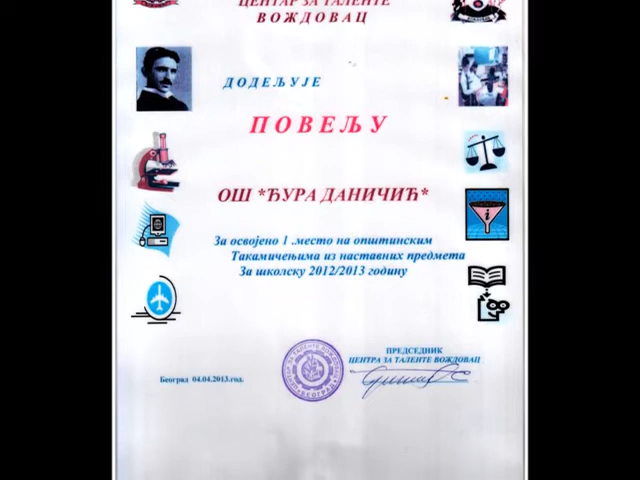 ЦЕНТАР ЗА ТАЛЕНТЕ
ВОЖДОВАЦ
ДОДЕЉУЈЕ
ПОВЕЉУ
ОШ *ЂУРА ДАНИЧИЋ*
За освојено 1 .место на општинским
Такамичењима из наставних предмета
За школску 2012/2013 годину
ПРЕДСЕДНИК
ЦЕНТРА ЗА ТАЛЕНТЕ ВОЖДОВАЦ
Београд 04.04.2013.год.